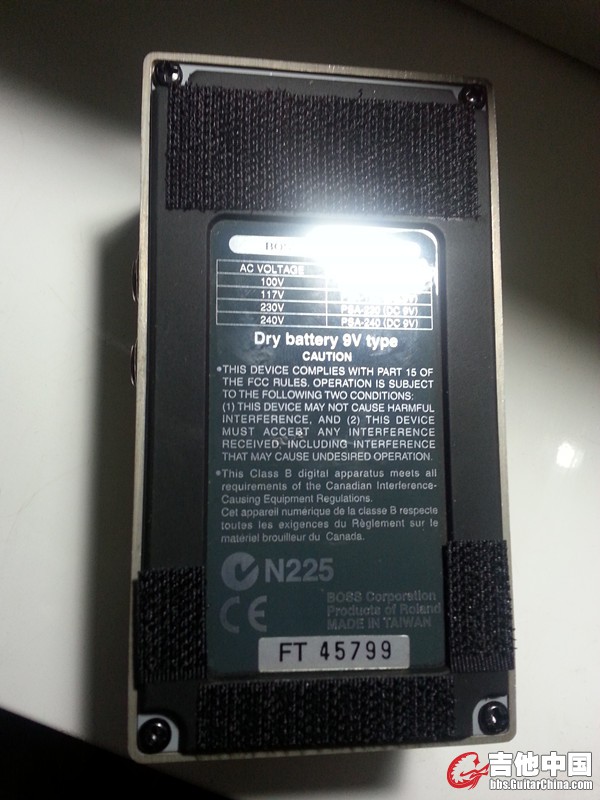 BOSS
AC VOLTAGE
100V
117V
230V PSA-230 (DC 9V)
240V PSA-240 (DC 9V)
Dry battery 9V type
CAUTION
•THIS DEVICE COMPLIES WITH PART 15 OF
THE FCC RULES. OPERATION IS SUBJECT
TO THE FOLLOWING TWO CONDITIONS:
(1) THIS DEVICE MAY NOT CAUSE HARMFUL
INTERFERENCE, AND (2) THIS DEVICE
MUST ACCEPT ANY INTERFERENCE
RECEIVED, INCLUDING INTERFERENCE
THAT MAY CAUSE UNDESIRED OPERATION.
•This Class B digital apparatus meets all
requirements of the Canadian Interference-
Causing Equipment Regulations.
Cet appareil numérique de la classe B respecte
toutes les exigences du Règlement sur le
matériel brouilleur du Canada.
N225
CE
BOSS Corporation
Products of Roland
MADE IN TAIWAN
FT 45799
吉他中国
bbs.GuitarChina.com